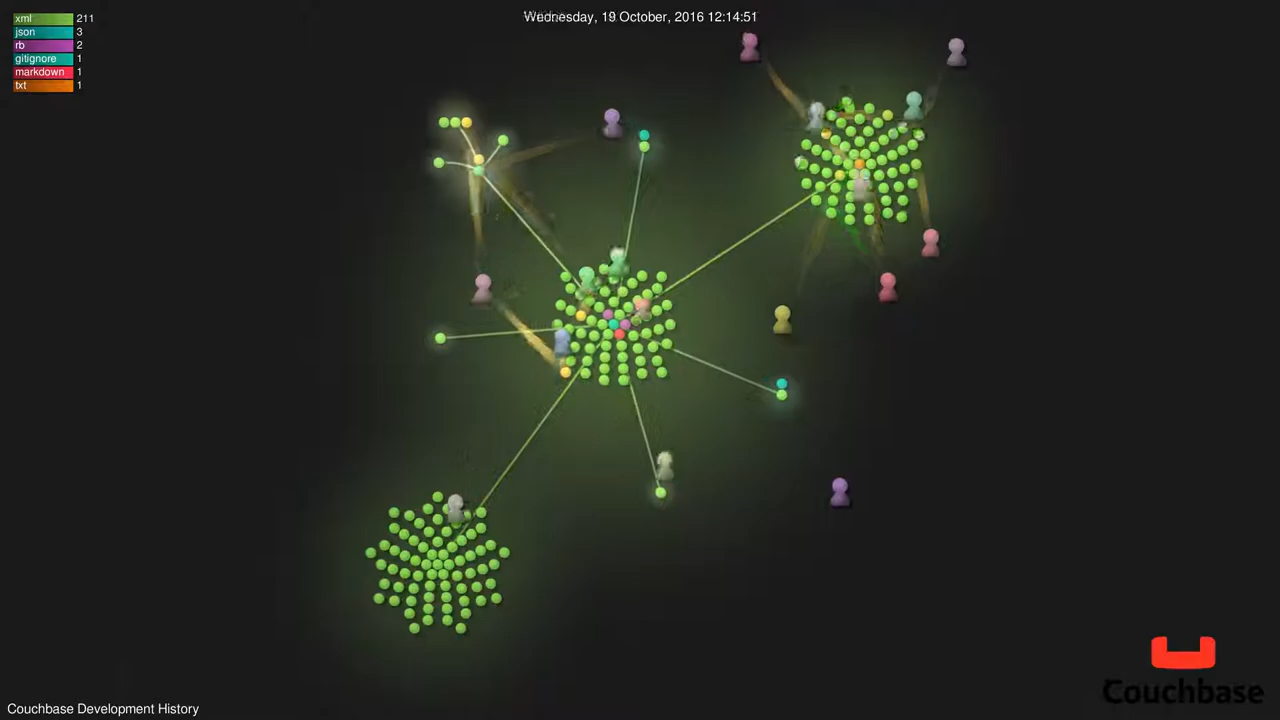 xml 211
json 3
rb 2
gitignore 1
markdown 1
txt 1
Wednesday, 19 October, 2016 12:14:51
Couchbase
Couchbase Development History